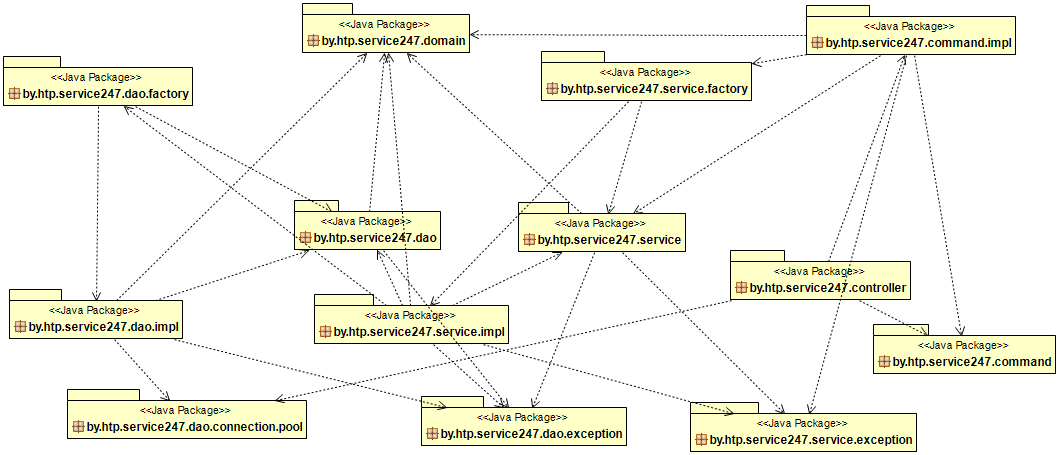 <<Java Package>>
by.htp.service247.domain
<<Java Package>>
by.htp.service247.command.impl
<<Java Package>>
by.htp.service247.dao.factory
<<Java Package>>
by.htp.service247.service.factory
<<Java Package>>
by.htp.service247.dao
<<Java Package>>
by.htp.service247.service
<<Java Package>>
by.htp.service247.controller
<<Java Package>>
by.htp.service247.dao.impl
<<Java Package>>
by.htp.service247.service.impl
<<Java Package>>
by.htp.service247.command
<<Java Package>>
by.htp.service247.dao.connection.pool
<<Java Package>>
by.htp.service247.dao.exception
<<Java Package>>
by.htp.service247.service.exception